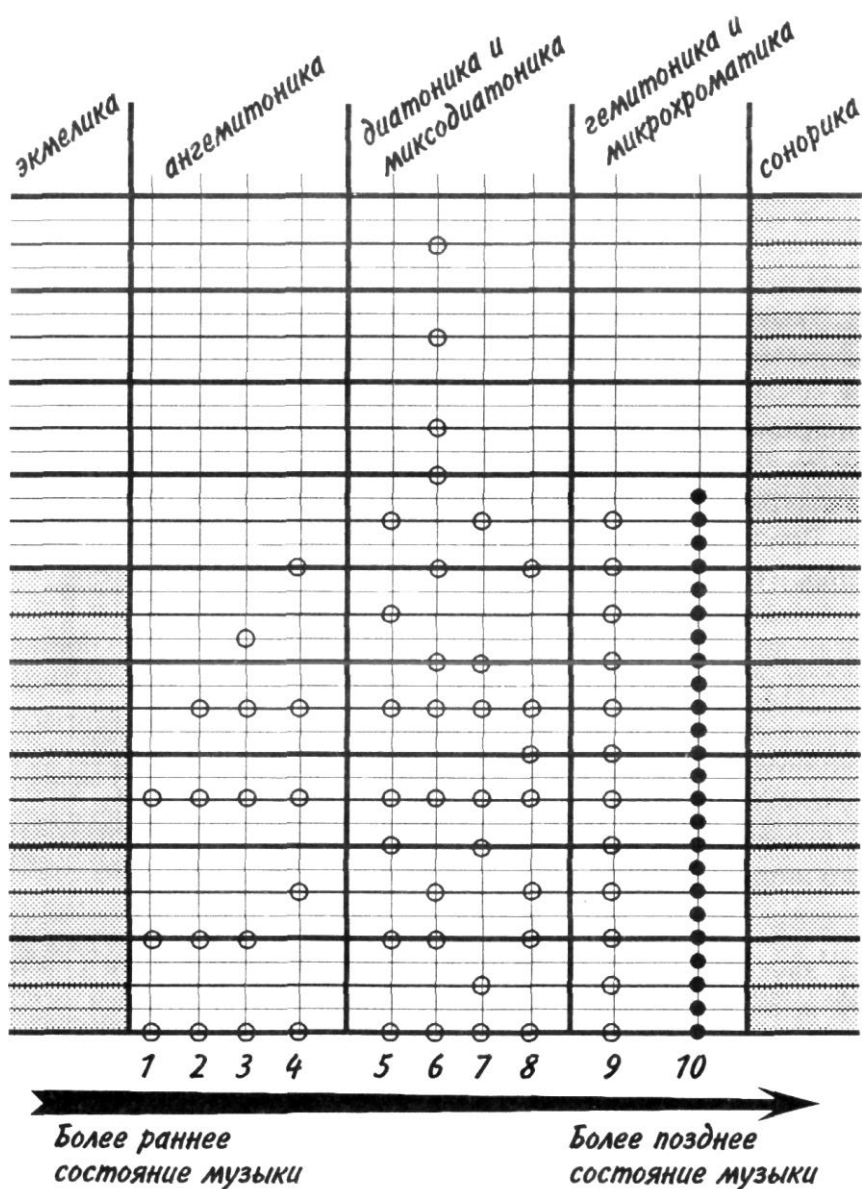 экмелика
ангемитоника
диатоника и
миксодиатоника
гемитоника и
микрохроматика
сонорика
1 2 3 4 5 6 7 8 9 10
Более раннее
состояние музыки
Более позднее
состояние музыки